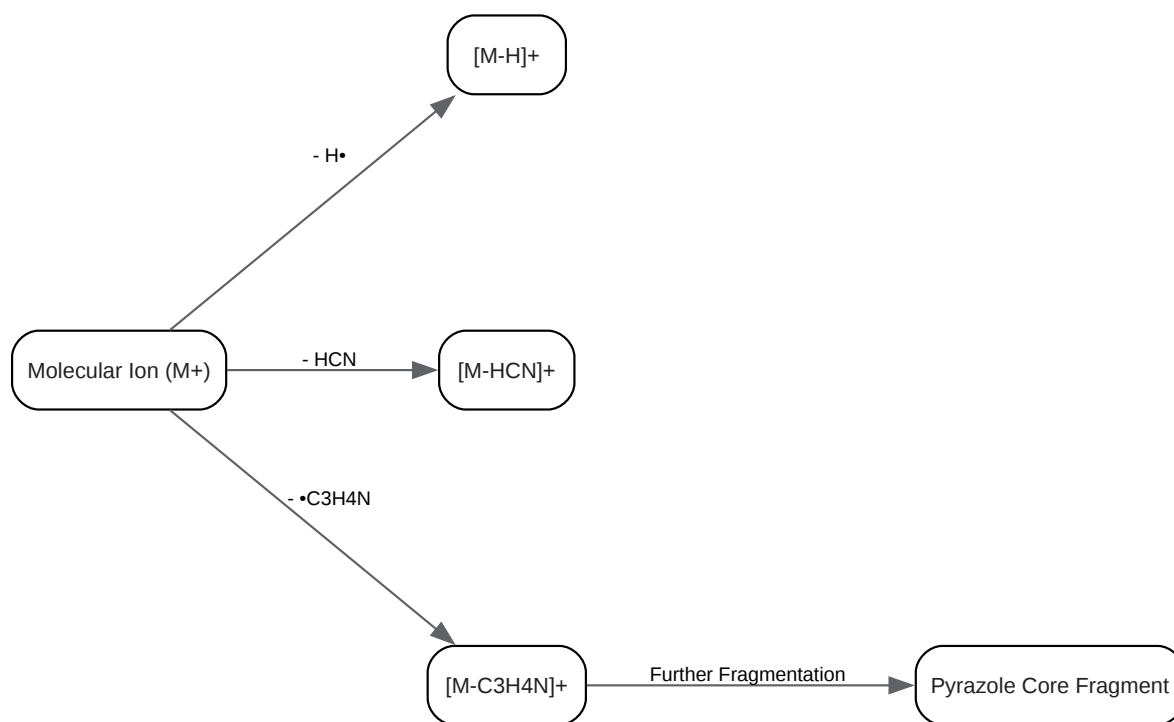 [M-H]+
- H•
Molecular Ion (M+)
- HCN
[M-HCN]+
- •C3H4N
[M-C3H4N]+
Further Fragmentation
Pyrazole Core Fragment